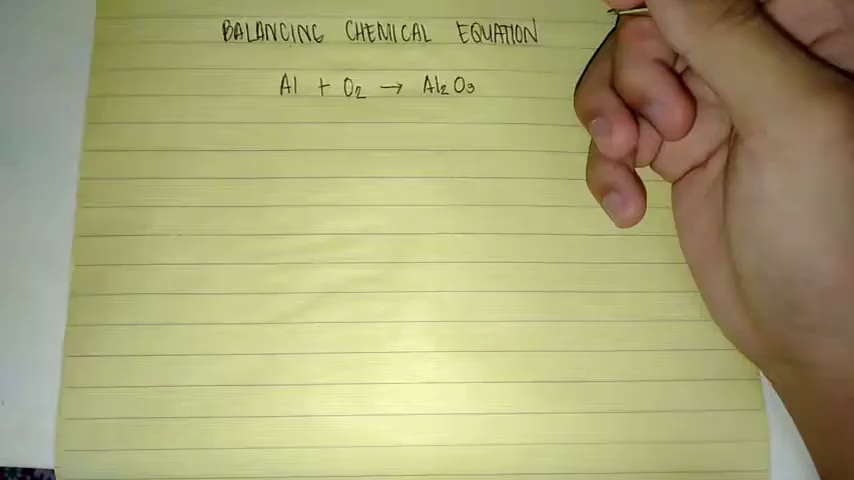 BALANCING CHEMICAL EQUATION
Al + O₂ → Al₂O₃